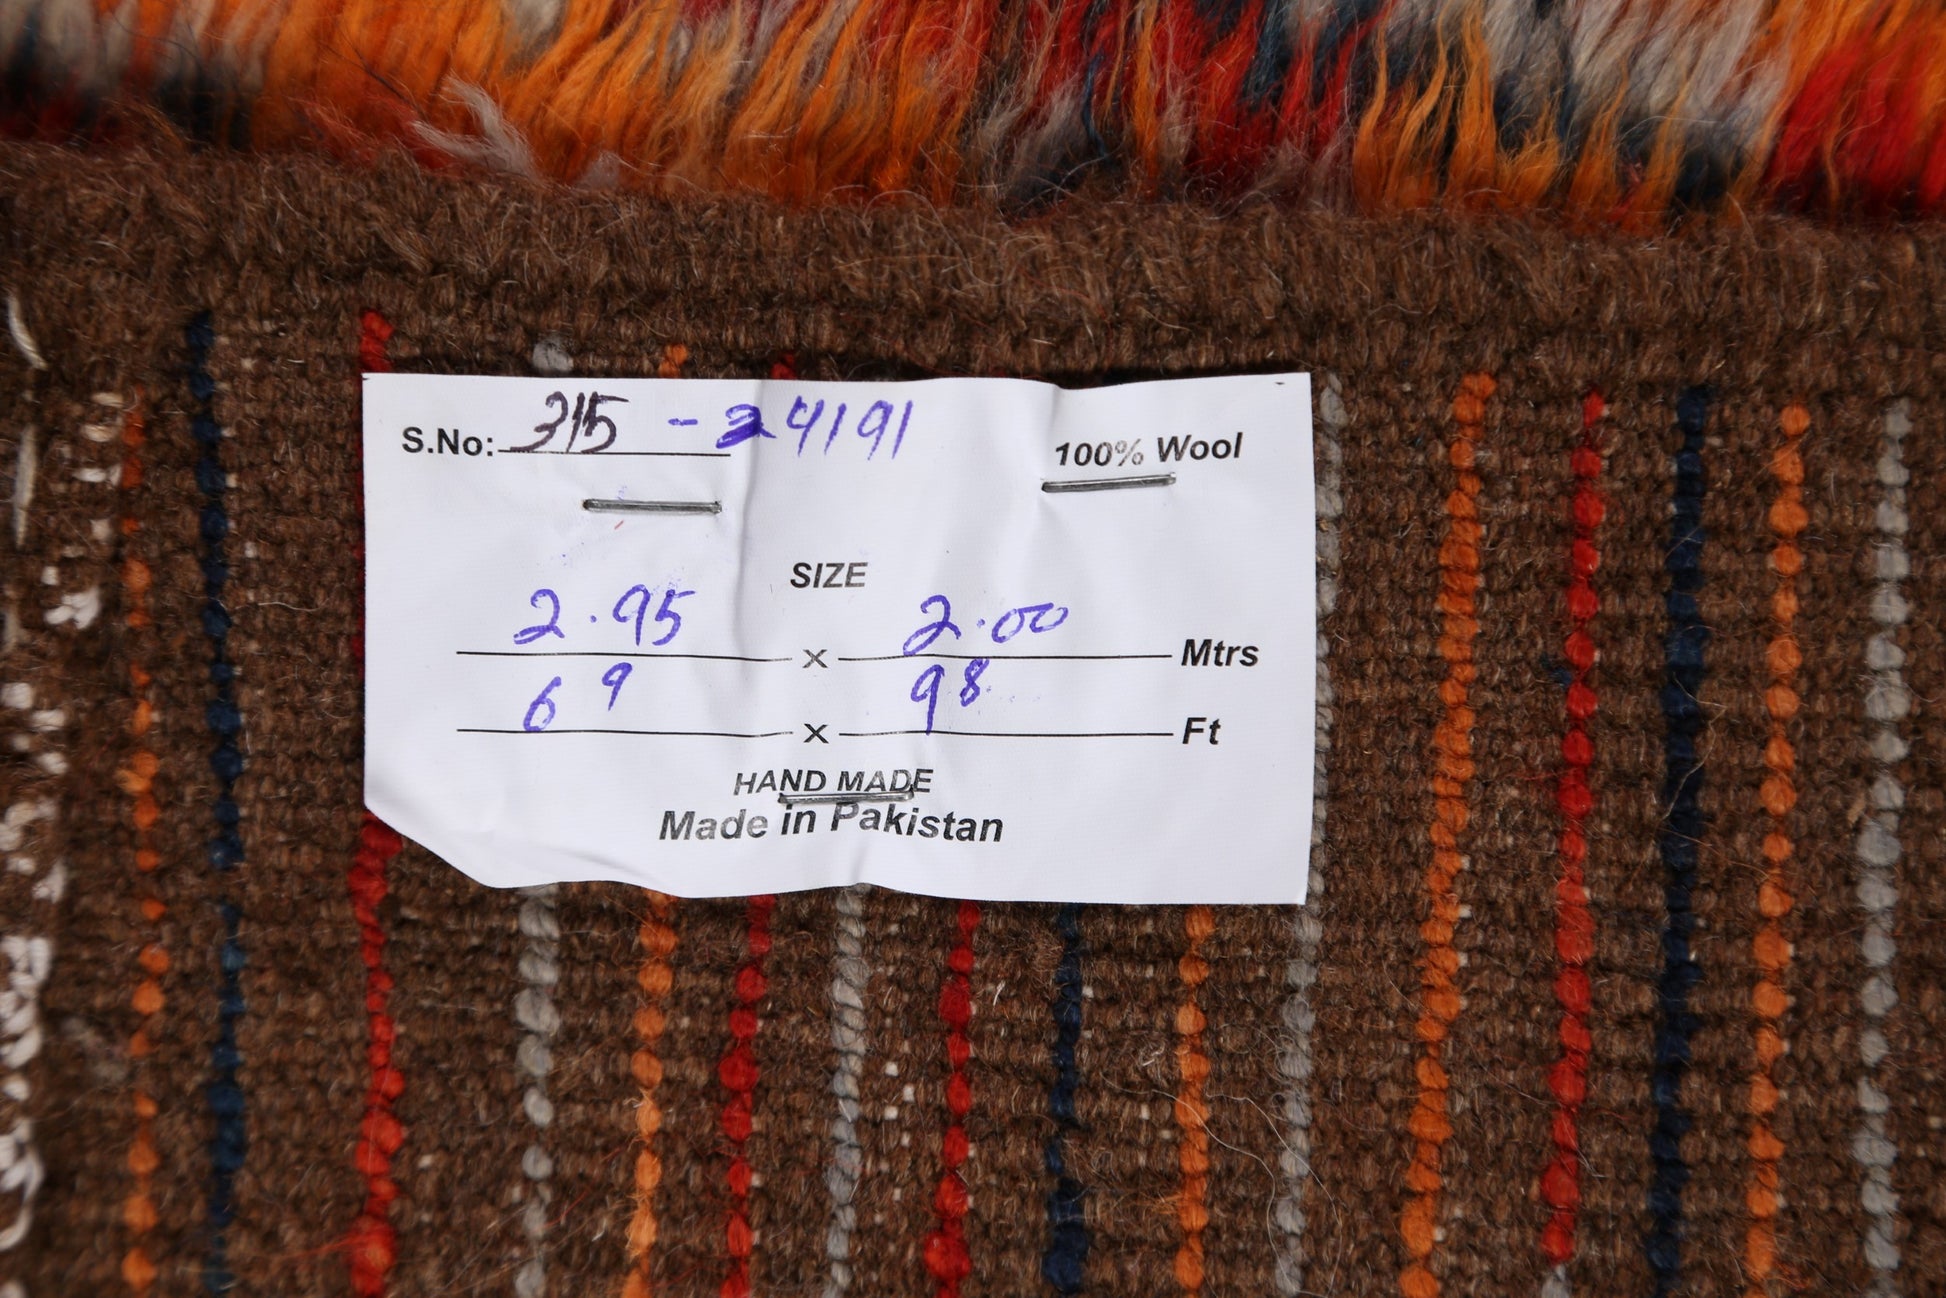 S.No: 315 - 24191
100% Wool
SIZE
2.95 x 2.00 Mtrs
6 9 x 9 8 Ft
HAND MADE
Made in Pakistan